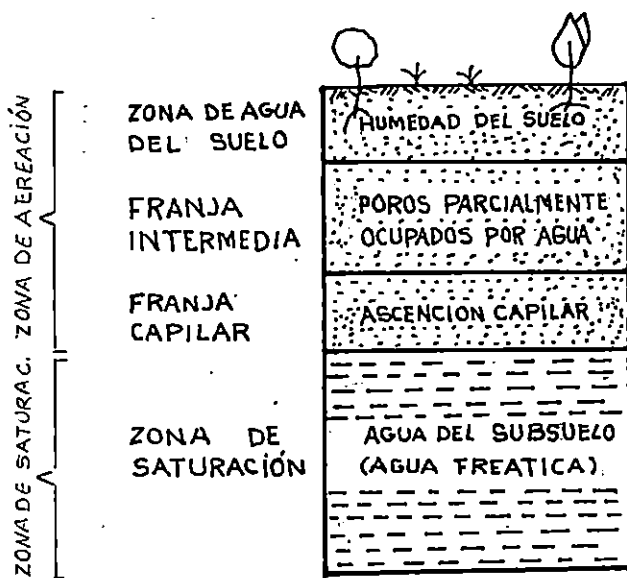 ZONA DE AEREACIÓN
ZONA DE SATURAC.
ZONA DE AGUA
DEL SUELO
HUMEDAD DEL SUELO
FRANJA
INTERMEDIA
POROS PARCIALMENTE
OCUPADOS POR AGUA
FRANJA
CAPILAR
ASCENCION CAPILAR
ZONA DE
SATURACIÓN
AGUA DEL SUBSUELO
(AGUA FREATICA)